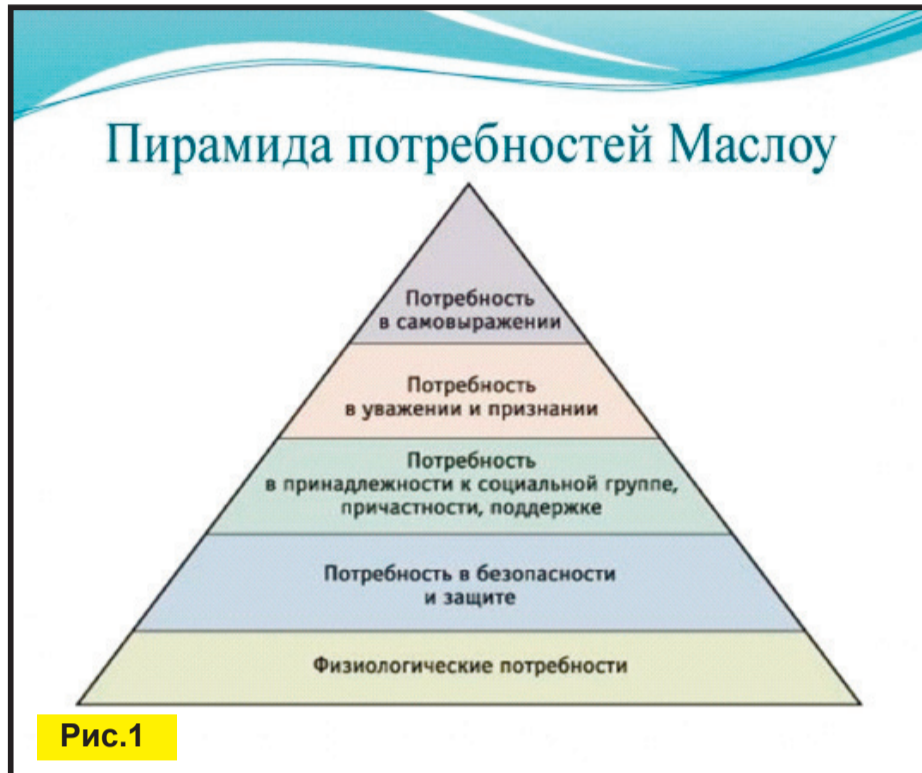 Пирамида потребностей Маслоу
Потребность
в самовыражении
Потребность
в уважении и признании
Потребность
в принадлежности к социальной группе,
причастности, поддержке
Потребность в безопасности
и защите
Физиологические потребности
Рис.1